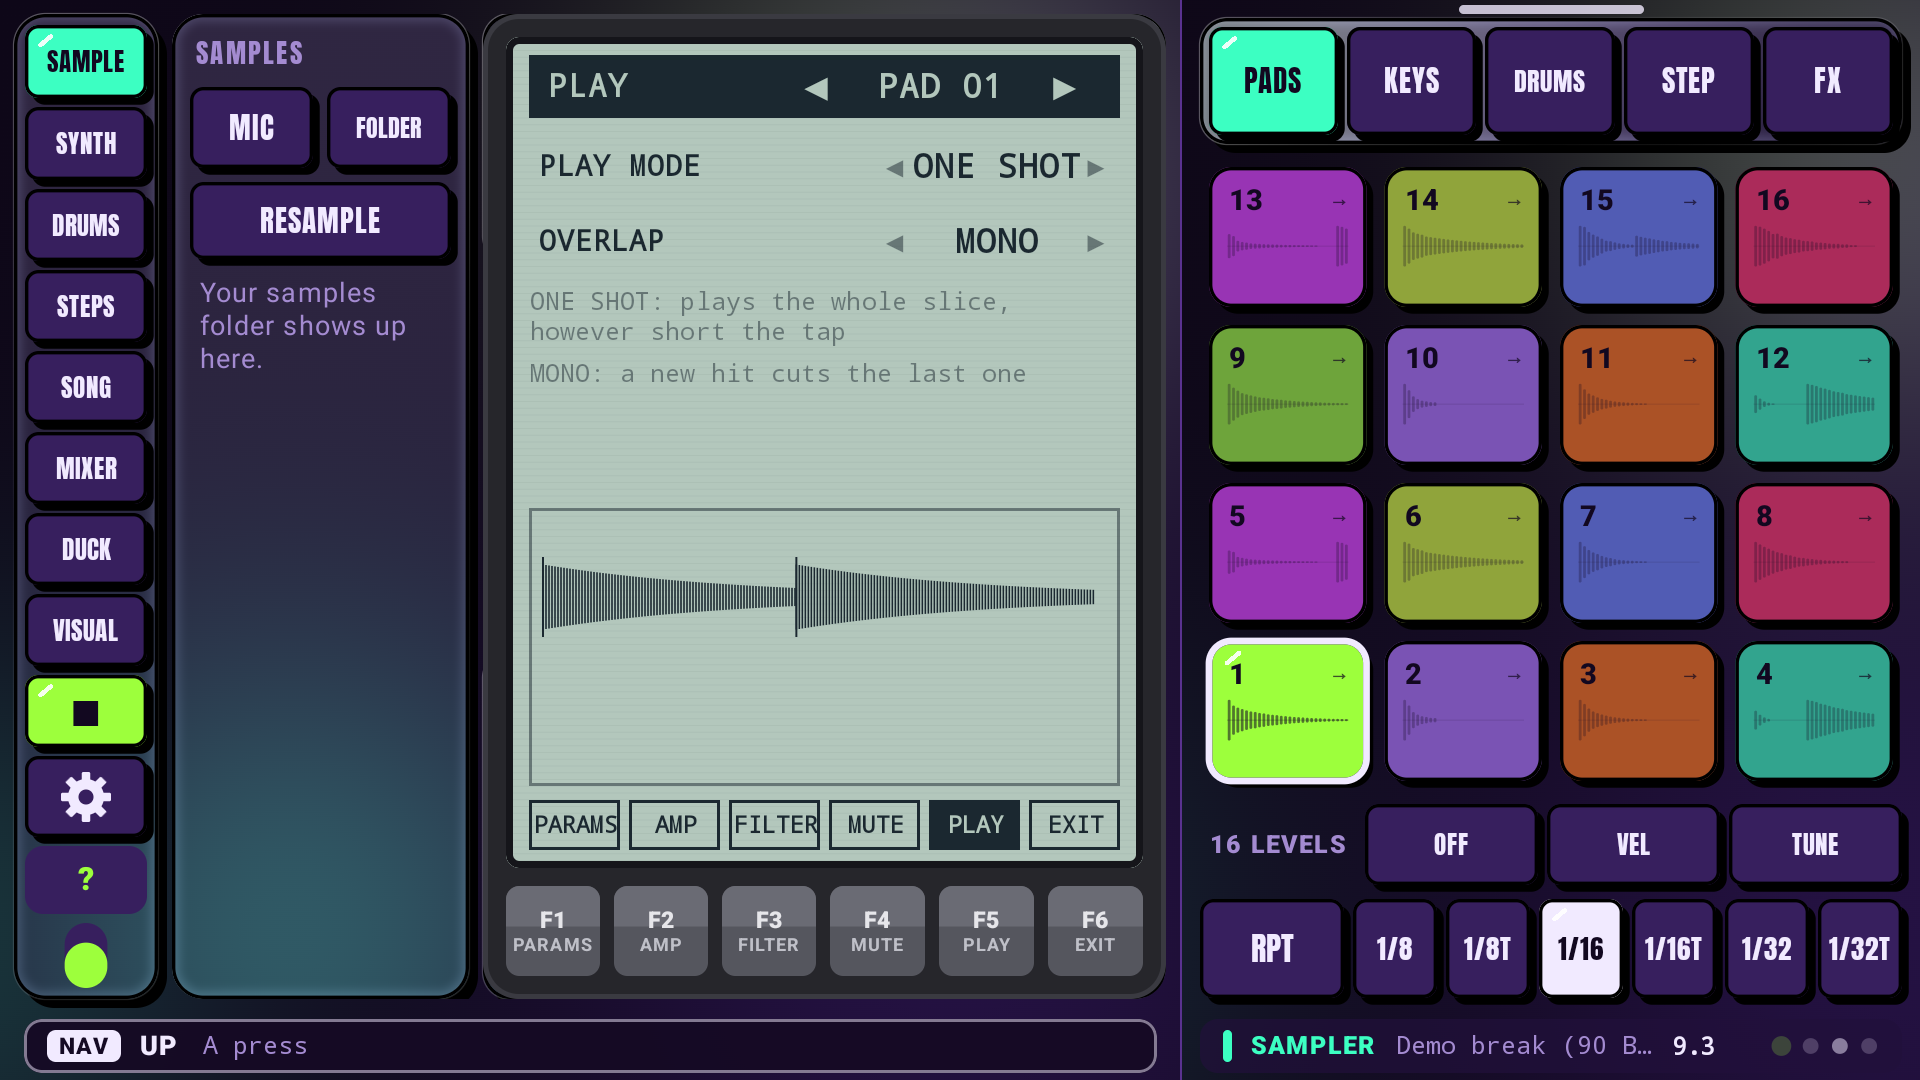 SAMPLE
SYNTH
DRUMS
STEPS
SONG
MIXER
DUCK
VISUAL
?
SAMPLES
MIC
FOLDER
RESAMPLE
Your samples
folder shows up
here.
PLAY ◀ PAD 01 ▶
PLAY MODE ◀ ONE SHOT ▶
OVERLAP ◀ MONO ▶
ONE SHOT: plays the whole slice,
however short the tap
MONO: a new hit cuts the last one
PARAMS AMP FILTER MUTE PLAY EXIT
F1 F2 F3 F4 F5 F6
PARAMS AMP FILTER MUTE PLAY EXIT
NAV UP A press
PADS KEYS DRUMS STEP FX
13 → 14 → 15 → 16 →
9 → 10 → 11 → 12 →
5 → 6 → 7 → 8 →
1 → 2 → 3 → 4 →
16 LEVELS OFF VEL TUNE
RPT 1/8 1/8T 1/16 1/16T 1/32 1/32T
SAMPLER Demo break (90 B… 9.3